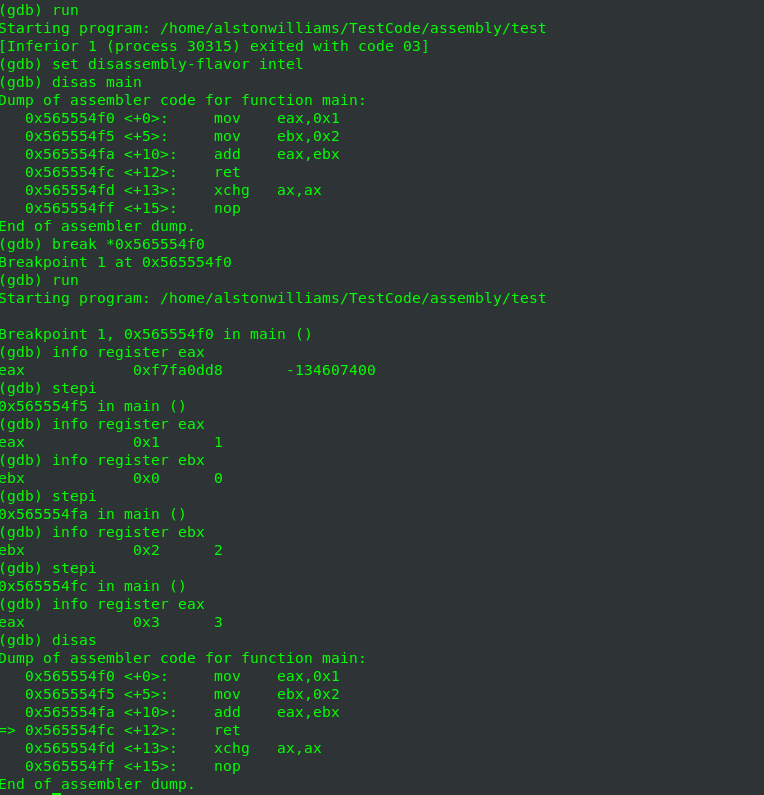 (gdb) run
Starting program: /home/alstonwilliams/TestCode/assembly/test
[Inferior 1 (process 30315) exited with code 03]
(gdb) set disassembly-flavor intel
(gdb) disas main
Dump of assembler code for function main:
   0x565554f0 <+0>:     mov    eax,0x1
   0x565554f5 <+5>:     mov    ebx,0x2
   0x565554fa <+10>:    add    eax,ebx
   0x565554fc <+12>:    ret
   0x565554fd <+13>:    xchg   ax,ax
   0x565554ff <+15>:    nop
End of assembler dump.
(gdb) break *0x565554f0
Breakpoint 1 at 0x565554f0
(gdb) run
Starting program: /home/alstonwilliams/TestCode/assembly/test

Breakpoint 1, 0x565554f0 in main ()
(gdb) info register eax
eax            0xf7fa0dd8       -134607400
(gdb) stepi
0x565554f5 in main ()
(gdb) info register eax
eax            0x1      1
(gdb) info register ebx
ebx            0x0      0
(gdb) stepi
0x565554fa in main ()
(gdb) info register ebx
ebx            0x2      2
(gdb) stepi
0x565554fc in main ()
(gdb) info register eax
eax            0x3      3
(gdb) disas
Dump of assembler code for function main:
   0x565554f0 <+0>:     mov    eax,0x1
   0x565554f5 <+5>:     mov    ebx,0x2
   0x565554fa <+10>:    add    eax,ebx
=> 0x565554fc <+12>:    ret
   0x565554fd <+13>:    xchg   ax,ax
   0x565554ff <+15>:    nop
End of assembler dump.